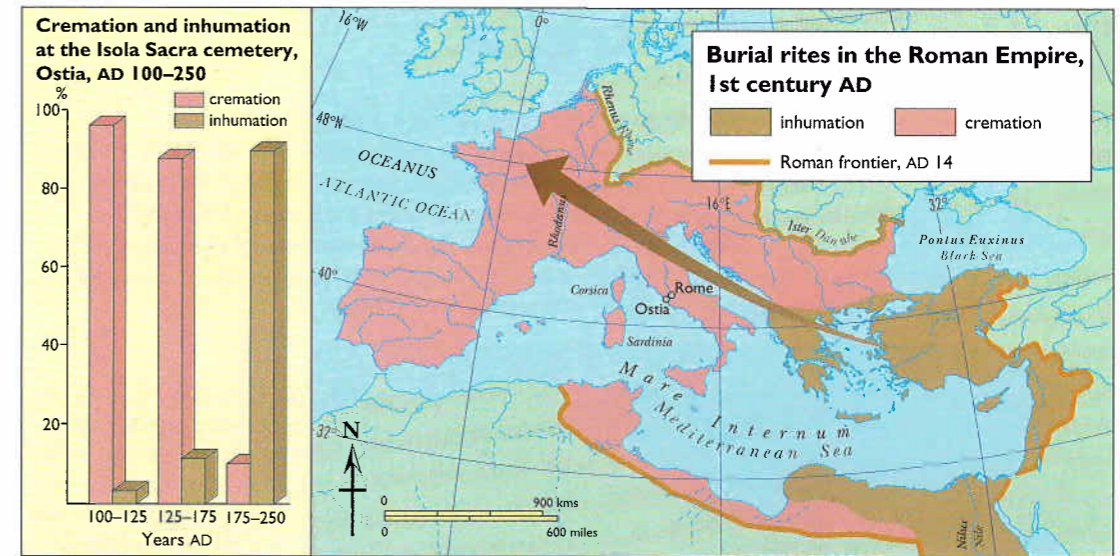 Cremation and inhumation
at the Isola Sacra cemetery,
Ostia, AD 100–250
%
cremation
inhumation
100
80
60
40
20
100–125 125–175 175–250
Years AD
Burial rites in the Roman Empire,
1st century AD
inhumation
cremation
Roman frontier, AD 14
16°W
0°
48°N
OCEANUS
ATLANTIC OCEAN
Rhenus Rhine
16°E
32°
Ister Danube
Pontus Euxinus
Black Sea
Rhodanus
40°
Corsica
Rome
Ostia
Sardinia
Mare Internum
Mediterranean Sea
32°
N
0 900 kms
0 600 miles
Nilus
Nile